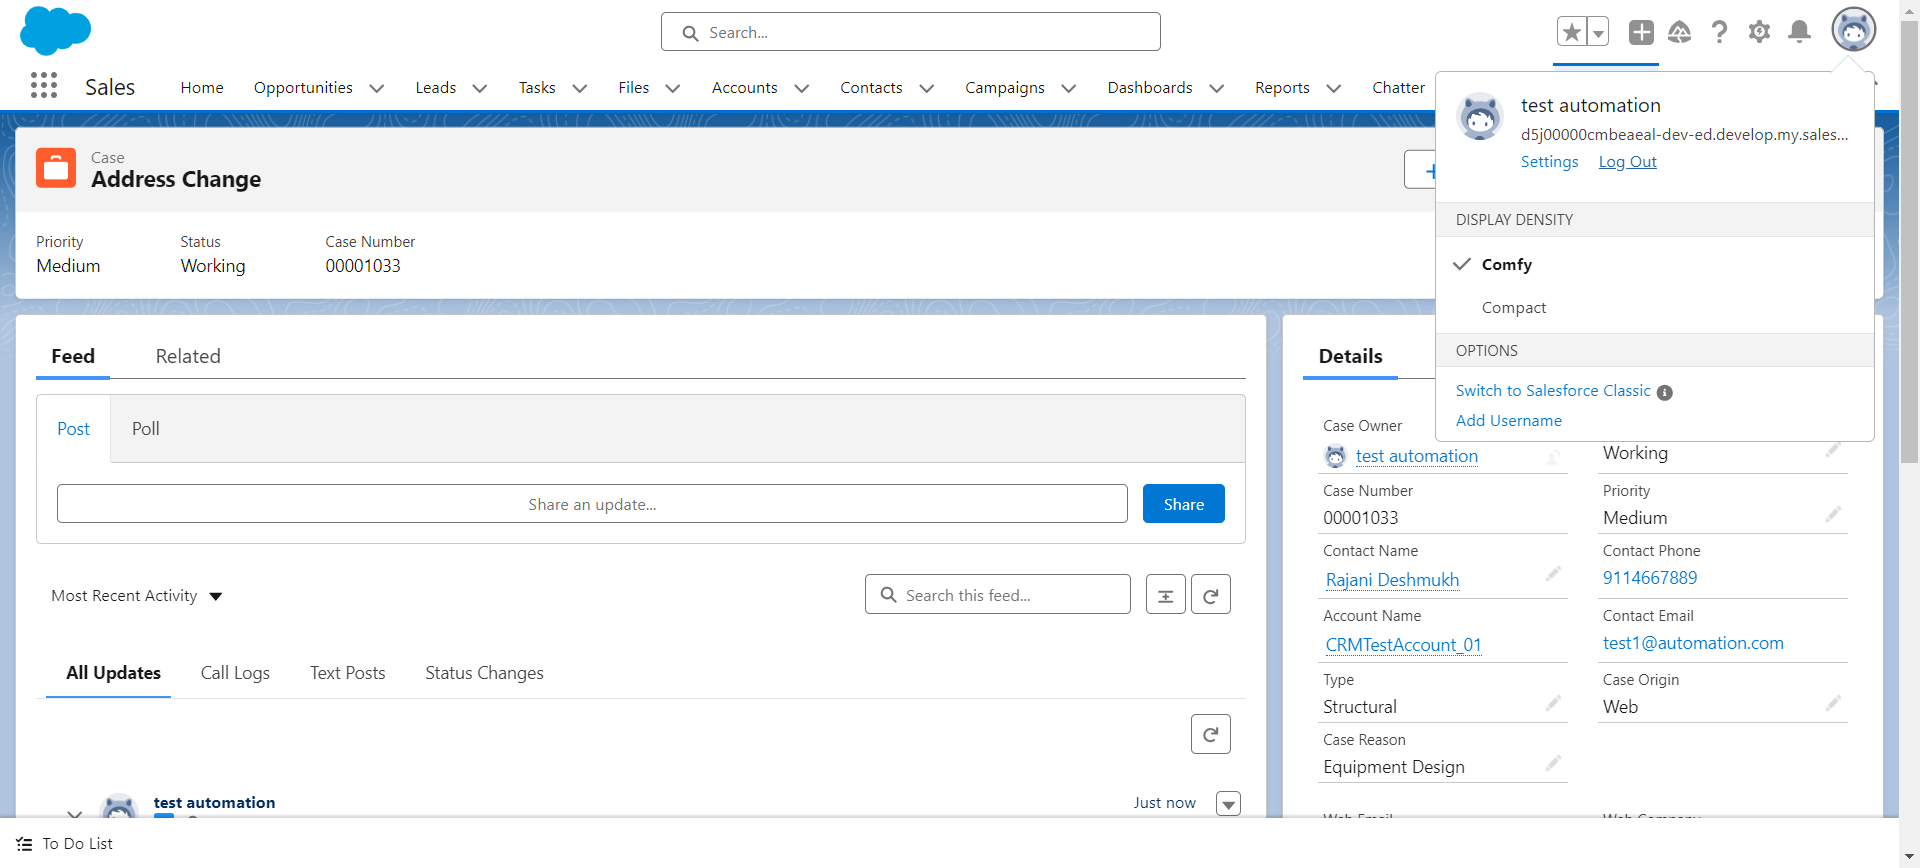 Search...
Sales
Home
Opportunities
Leads
Tasks
Files
Accounts
Contacts
Campaigns
Dashboards
Reports
Chatter
test automation
d5j00000cmbeaeal-dev-ed.develop.my.sales...
Settings
Log Out
DISPLAY DENSITY
Comfy
Compact
OPTIONS
Switch to Salesforce Classic
Add Username
Case
Address Change
Priority
Medium
Status
Working
Case Number
00001033
Feed
Related
Post
Poll
Share an update...
Share
Most Recent Activity
Search this feed...
All Updates
Call Logs
Text Posts
Status Changes
test automation
Just now
Details
Case Owner
test automation
Working
Case Number
00001033
Priority
Medium
Contact Name
Rajani Deshmukh
Contact Phone
9114667889
Account Name
CRMTestAccount_01
Contact Email
test1@automation.com
Type
Structural
Case Origin
Web
Case Reason
Equipment Design
Web Email
Web Company
To Do List